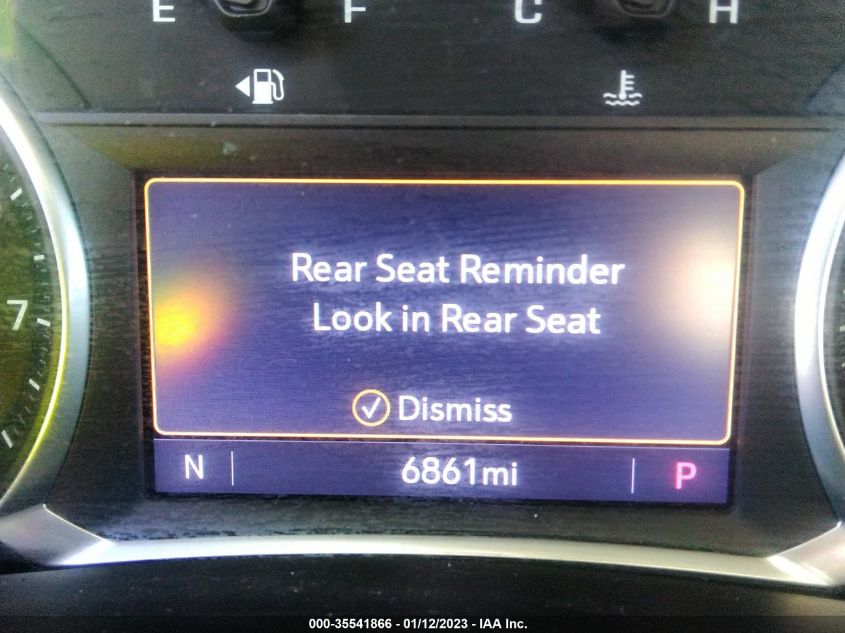 E F C H
7
Rear Seat Reminder
Look in Rear Seat
Dismiss
N 6861mi P
000-35541866 - 01/12/2023 - IAA Inc.